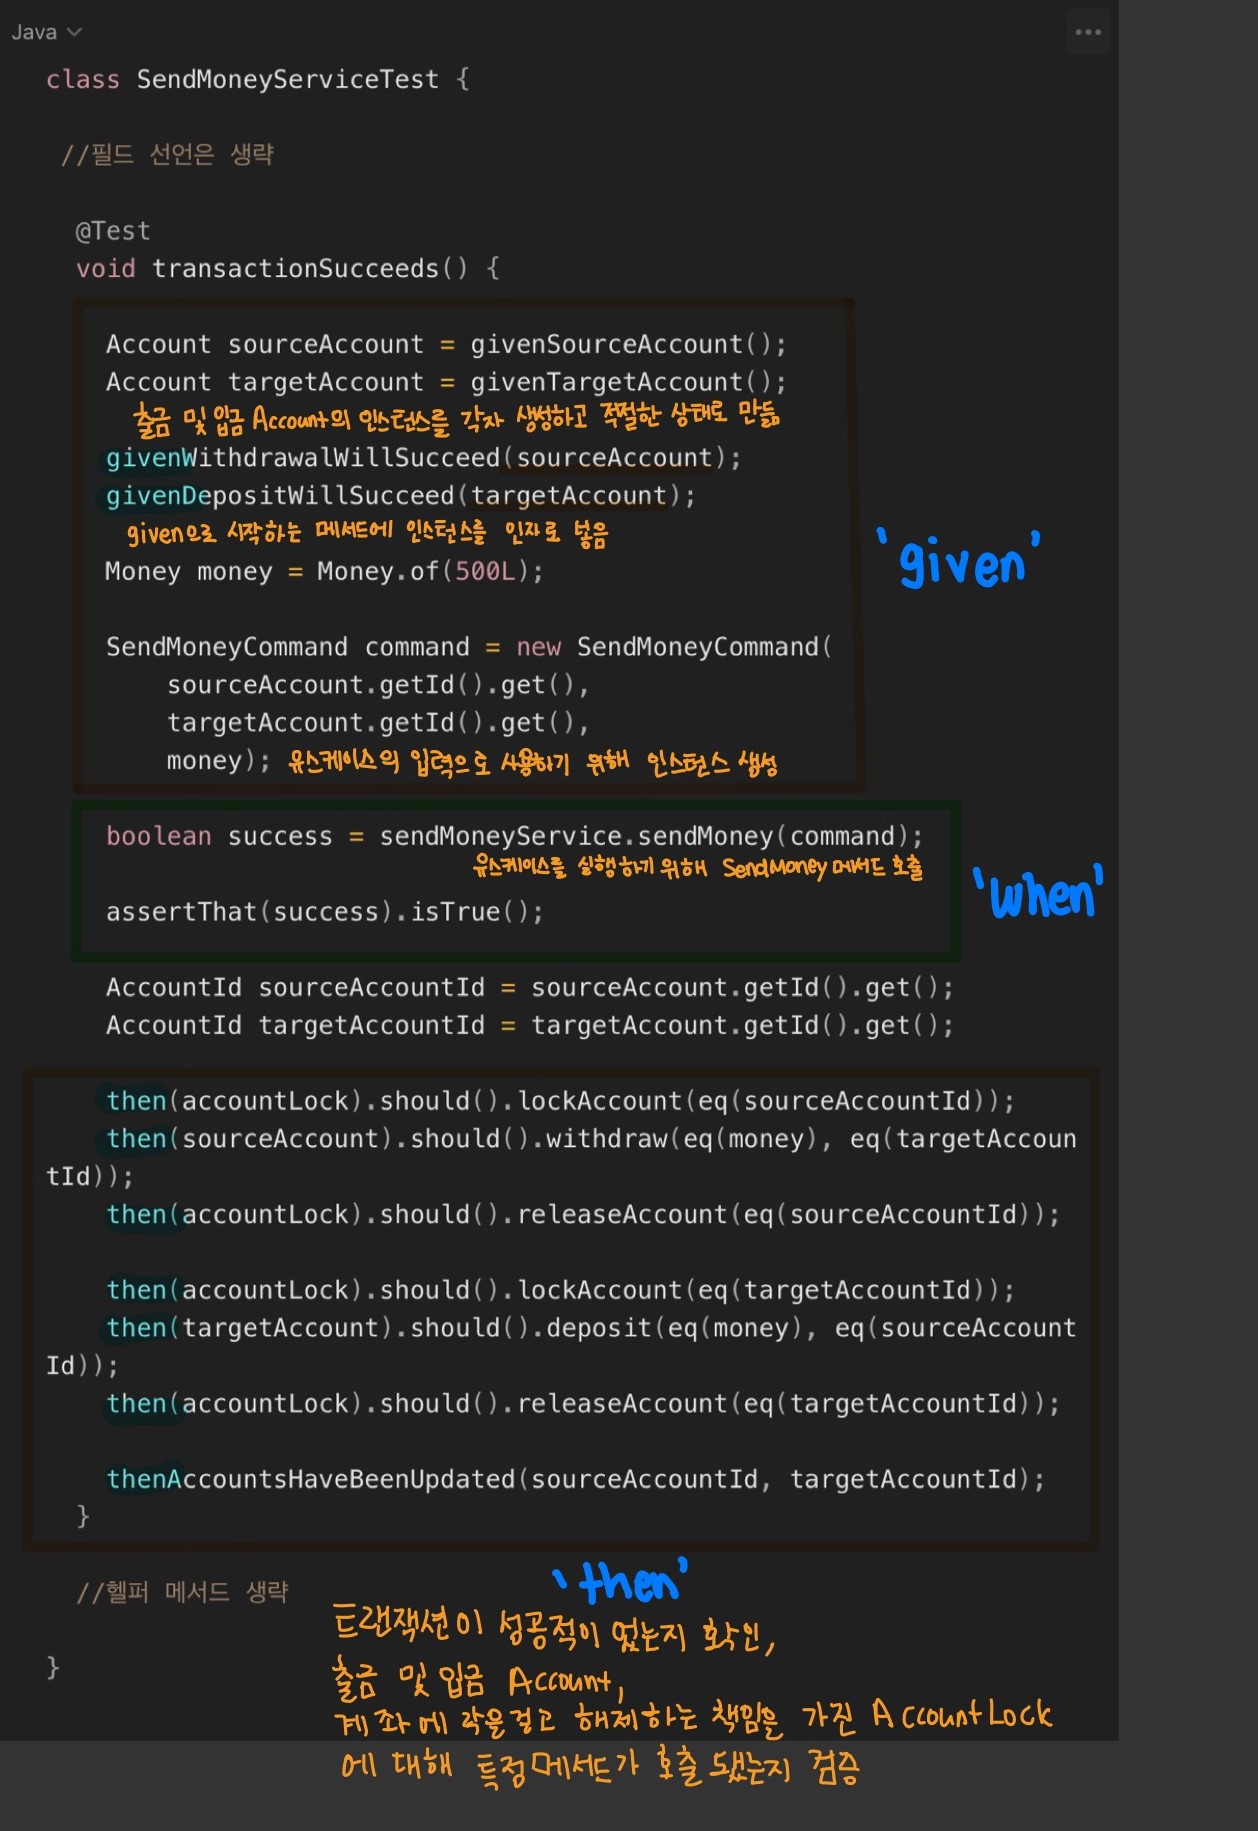 Java
class SendMoneyServiceTest {
//필드 선언은 생략
@Test
void transactionSucceeds() {
Account sourceAccount = givenSourceAccount();
Account targetAccount = givenTargetAccount();
출금 및 입금 Account의 인스턴스를 각자 생성하고 적절한 상태로 만듦
givenWithdrawalWillSucceed(sourceAccount);
givenDepositWillSucceed(targetAccount);
given으로 시작하는 메서드에 인스턴스를 인자로 넣음
'given'
Money money = Money.of(500L);
SendMoneyCommand command = new SendMoneyCommand(
sourceAccount.getId().get(),
targetAccount.getId().get(),
money); 유스케이스의 입력으로 사용하기 위해 인스턴스 생성
boolean success = sendMoneyService.sendMoney(command);
유스케이스를 실행하기 위해 SendMoney 메서드 호출
'when'
assertThat(success).isTrue();
AccountId sourceAccountId = sourceAccount.getId().get();
AccountId targetAccountId = targetAccount.getId().get();
then(accountLock).should().lockAccount(eq(sourceAccountId));
then(sourceAccount).should().withdraw(eq(money), eq(targetAccoun
tId));
then(accountLock).should().releaseAccount(eq(sourceAccountId));
then(accountLock).should().lockAccount(eq(targetAccountId));
then(targetAccount).should().deposit(eq(money), eq(sourceAccount
Id));
then(accountLock).should().releaseAccount(eq(targetAccountId));
thenAccountsHaveBeenUpdated(sourceAccountId, targetAccountId);
}
'then'
//헬퍼 메서드 생략
트랜잭션이 성공적이 었는지 확인,
}
출금 및 입금 Account,
계좌에 락을 걸고 해제하는 책임을 가진 AccountLock
에 대해 특정 메서드가 호출 됐는지 검증